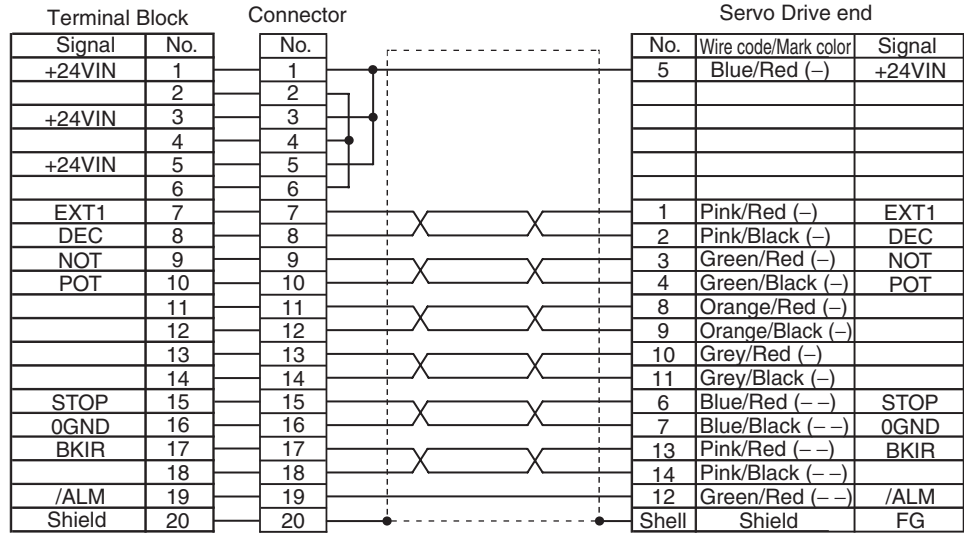 Terminal Block Connector Servo Drive end
Signal No. No. No. Wire code/Mark color Signal
+24VIN 1 1 5 Blue/Red (−) +24VIN
2 2
+24VIN 3 3
4 4
+24VIN 5 5
6 6
EXT1 7 7 1 Pink/Red (−) EXT1
DEC 8 8 2 Pink/Black (−) DEC
NOT 9 9 3 Green/Red (−) NOT
POT 10 10 4 Green/Black (−) POT
11 11 8 Orange/Red (−)
12 12 9 Orange/Black (−)
13 13 10 Grey/Red (−)
14 14 11 Grey/Black (−)
STOP 15 15 6 Blue/Red (− −) STOP
0GND 16 16 7 Blue/Black (− −) 0GND
BKIR 17 17 13 Pink/Red (− −) BKIR
18 18 14 Pink/Black (− −)
/ALM 19 19 12 Green/Red (− −) /ALM
Shield 20 20 Shell Shield FG